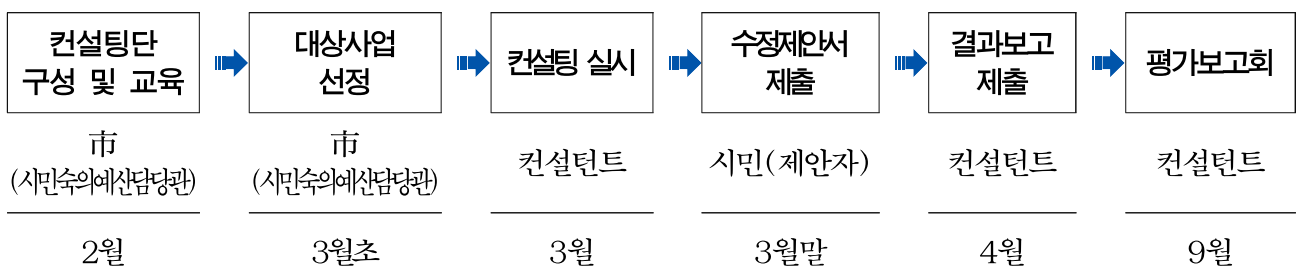 컨설팅단
구성 및 교육
대상사업
선정
컨설팅 실시
수정제안서
제출
결과보고
제출
평가보고회
市
(시민숙의예산담당관)
市
(시민숙의예산담당관)
컨설턴트
시민(제안자)
컨설턴트
컨설턴트
2월
3월초
3월
3월말
4월
9월